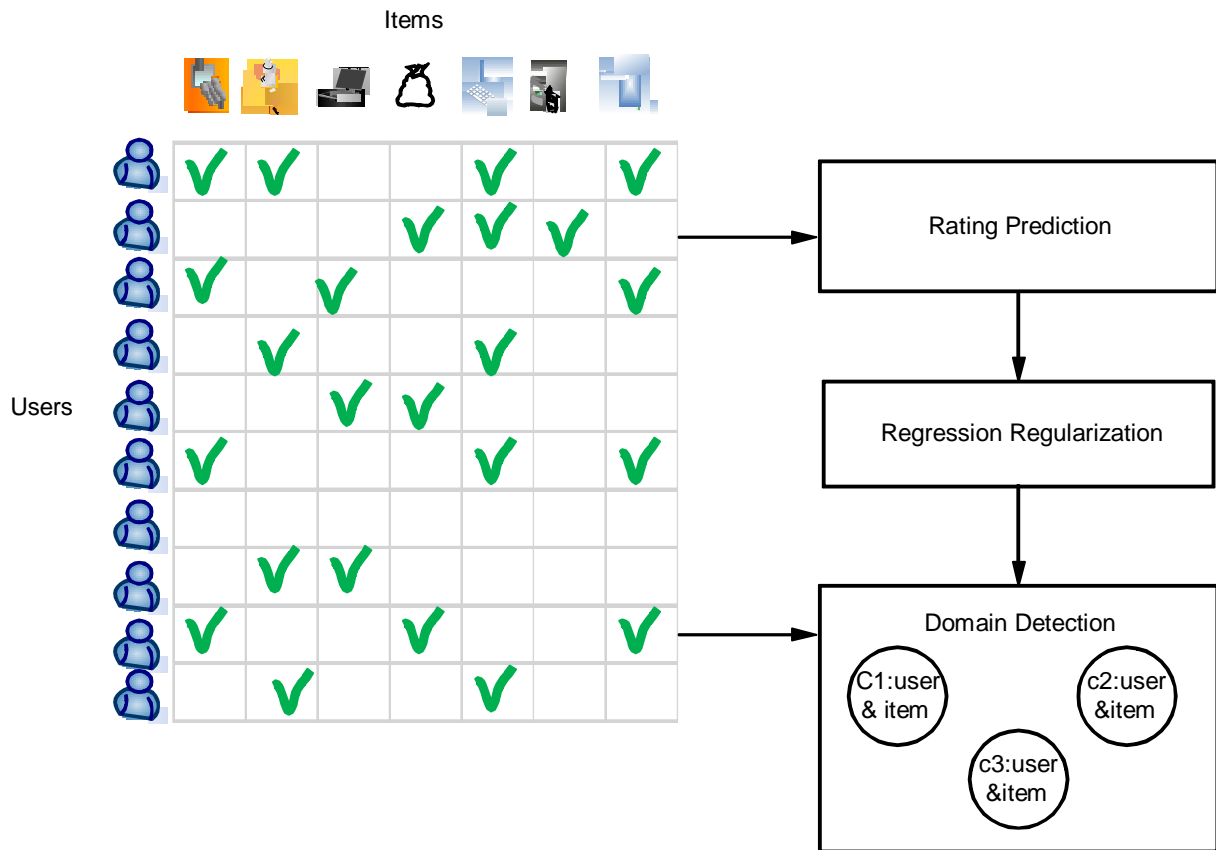 Items
Users
Rating Prediction
Regression Regularization
Domain Detection
C1:user
& item
c2:user
&item
c3:user
&item